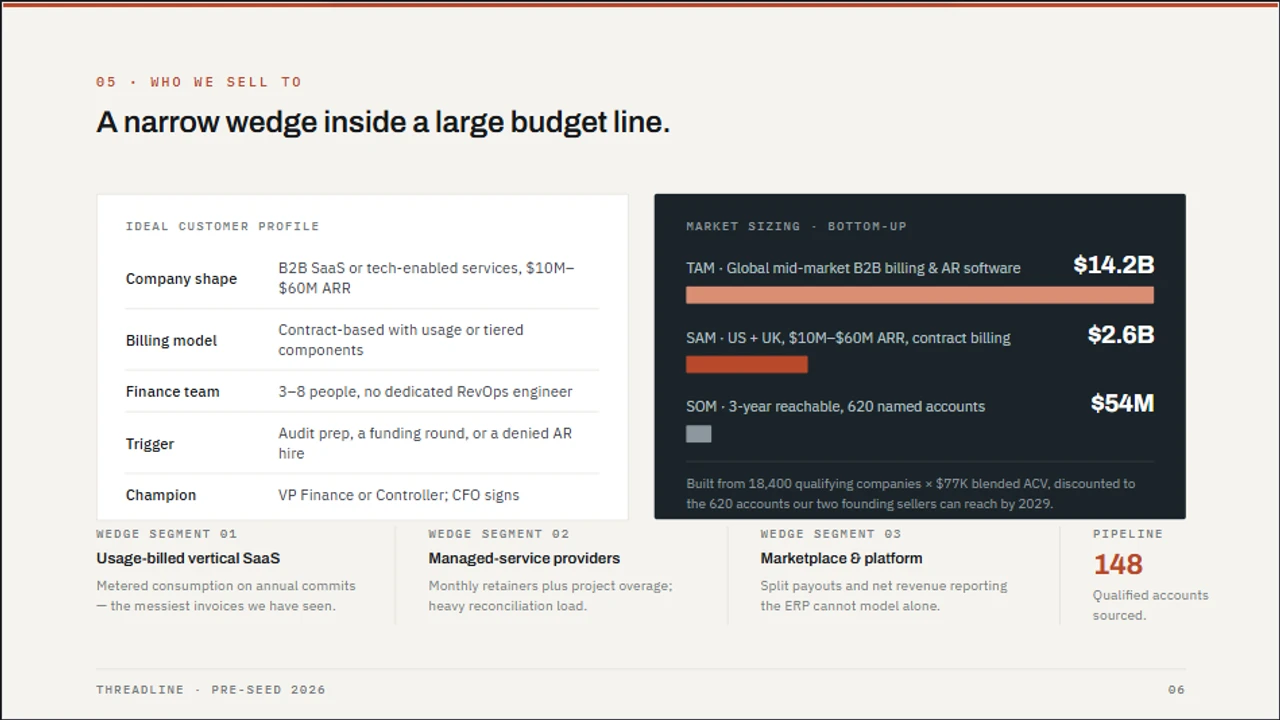 05 · WHO WE SELL TO
A narrow wedge inside a large budget line.
IDEAL CUSTOMER PROFILE
Company shape
B2B SaaS or tech-enabled services, $10M–
$60M ARR
Billing model
Contract-based with usage or tiered
components
Finance team
3–8 people, no dedicated RevOps engineer
Trigger
Audit prep, a funding round, or a denied AR
hire
Champion
VP Finance or Controller; CFO signs
MARKET SIZING · BOTTOM-UP
TAM · Global mid-market B2B billing & AR software
$14.2B
SAM · US + UK, $10M–$60M ARR, contract billing
$2.6B
SOM · 3-year reachable, 620 named accounts
$54M
Built from 18,400 qualifying companies × $77K blended ACV, discounted to
the 620 accounts our two founding sellers can reach by 2029.
WEDGE SEGMENT 01
Usage-billed vertical SaaS
Metered consumption on annual commits
— the messiest invoices we have seen.
WEDGE SEGMENT 02
Managed-service providers
Monthly retainers plus project overage;
heavy reconciliation load.
WEDGE SEGMENT 03
Marketplace & platform
Split payouts and net revenue reporting
the ERP cannot model alone.
PIPELINE
148
Qualified accounts
sourced.
THREADLINE · PRE-SEED 2026
06